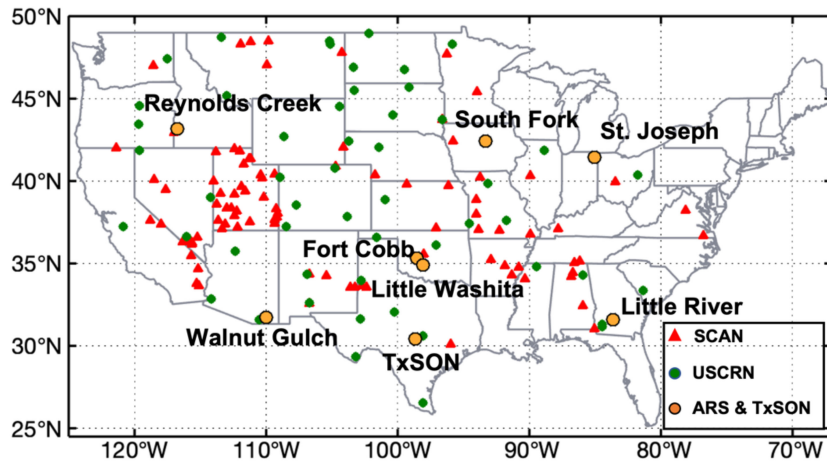 50°N
45°N
40°N
35°N
30°N
25°N
Reynolds Creek
South Fork
St. Joseph
Fort Cobb
Little Washita
Little River
Walnut Gulch
TxSON
SCAN
USCRN
ARS & TxSON
120°W 110°W 100°W 90°W 80°W 70°W